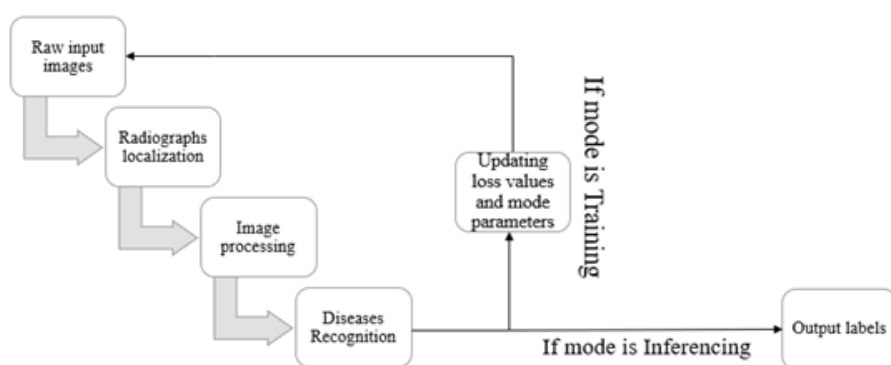 Raw input
images
Radiographs
localization
Image
processing
Diseases
Recognition
Updating
loss values
and mode
parameters
If mode is Training
If mode is Inferencing
Output labels